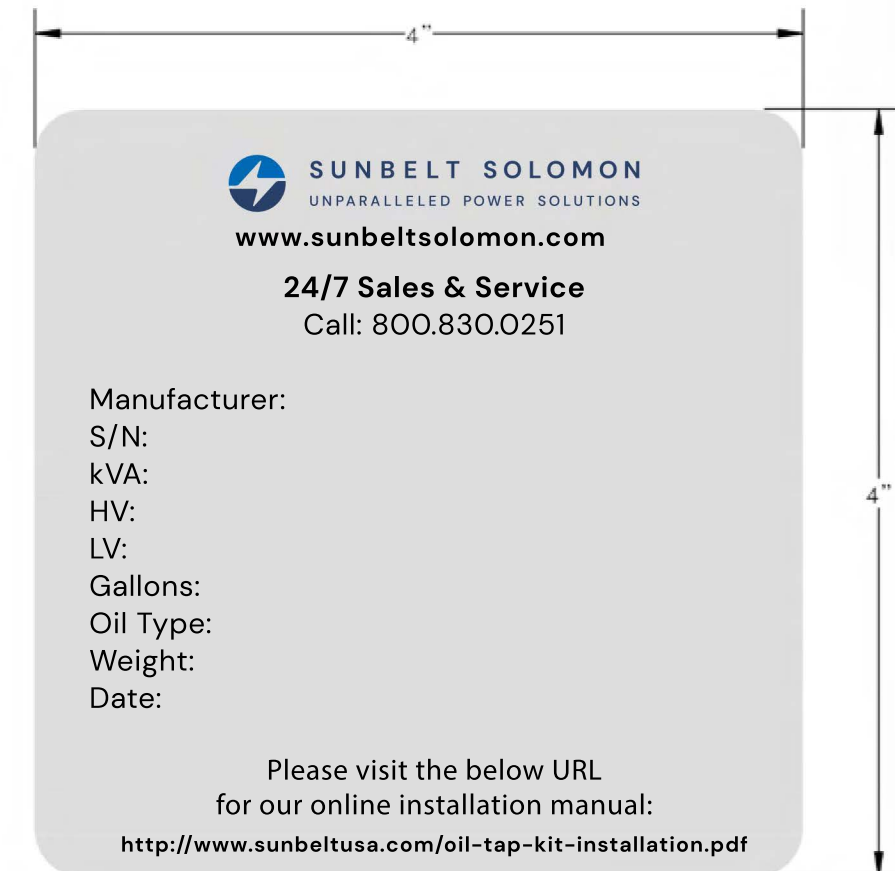 4"
SUNBELT SOLOMON
UNPARALLELED POWER SOLUTIONS
www.sunbeltsolomon.com
24/7 Sales & Service
Call: 800.830.0251
Manufacturer:
S/N:
kVA:
HV:
LV:
4"
Gallons:
Oil Type:
Weight:
Date:
Please visit the below URL
for our online installation manual:
http://www.sunbeltusa.com/oil-tap-kit-installation.pdf